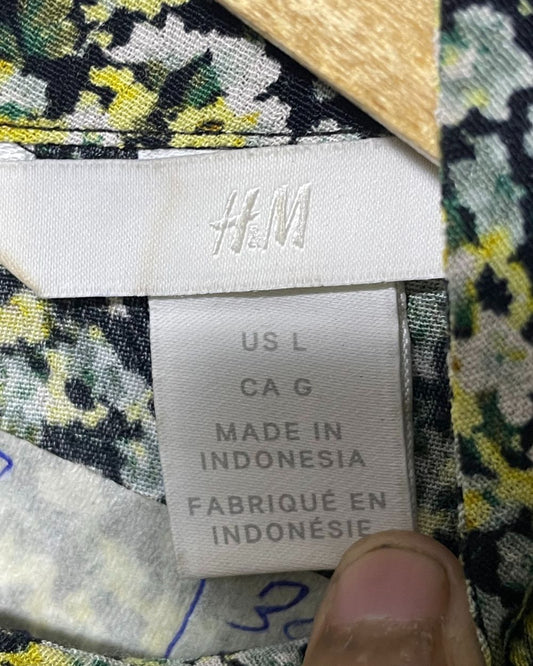 H&M
US L
CA G
MADE IN
INDONESIA
FABRIQUÉ EN
INDONÉSIE